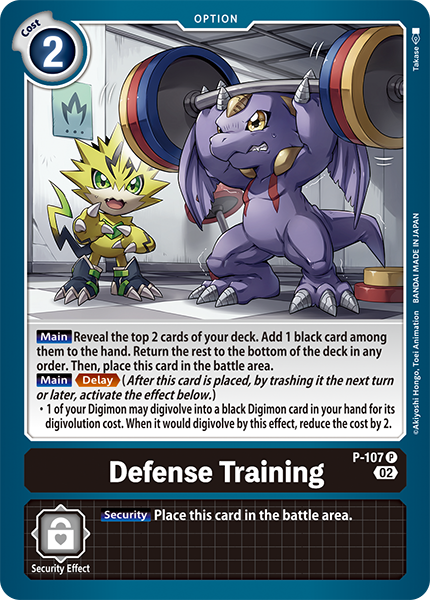 OPTION
Cost
2
Takase
Main Reveal the top 2 cards of your deck. Add 1 black card among
them to the hand. Return the rest to the bottom of the deck in any
order. Then, place this card in the battle area.
Main Delay (After this card is placed, by trashing it the next turn
or later, activate the effect below.)
・1 of your Digimon may digivolve into a black Digimon card in your hand for its
digivolution cost. When it would digivolve by this effect, reduce the cost by 2.
©Akiyoshi Hongo, Toei Animation BANDAI MADE IN JAPAN
Defense Training
P-107 P
02
Security Place this card in the battle area.
Security Effect